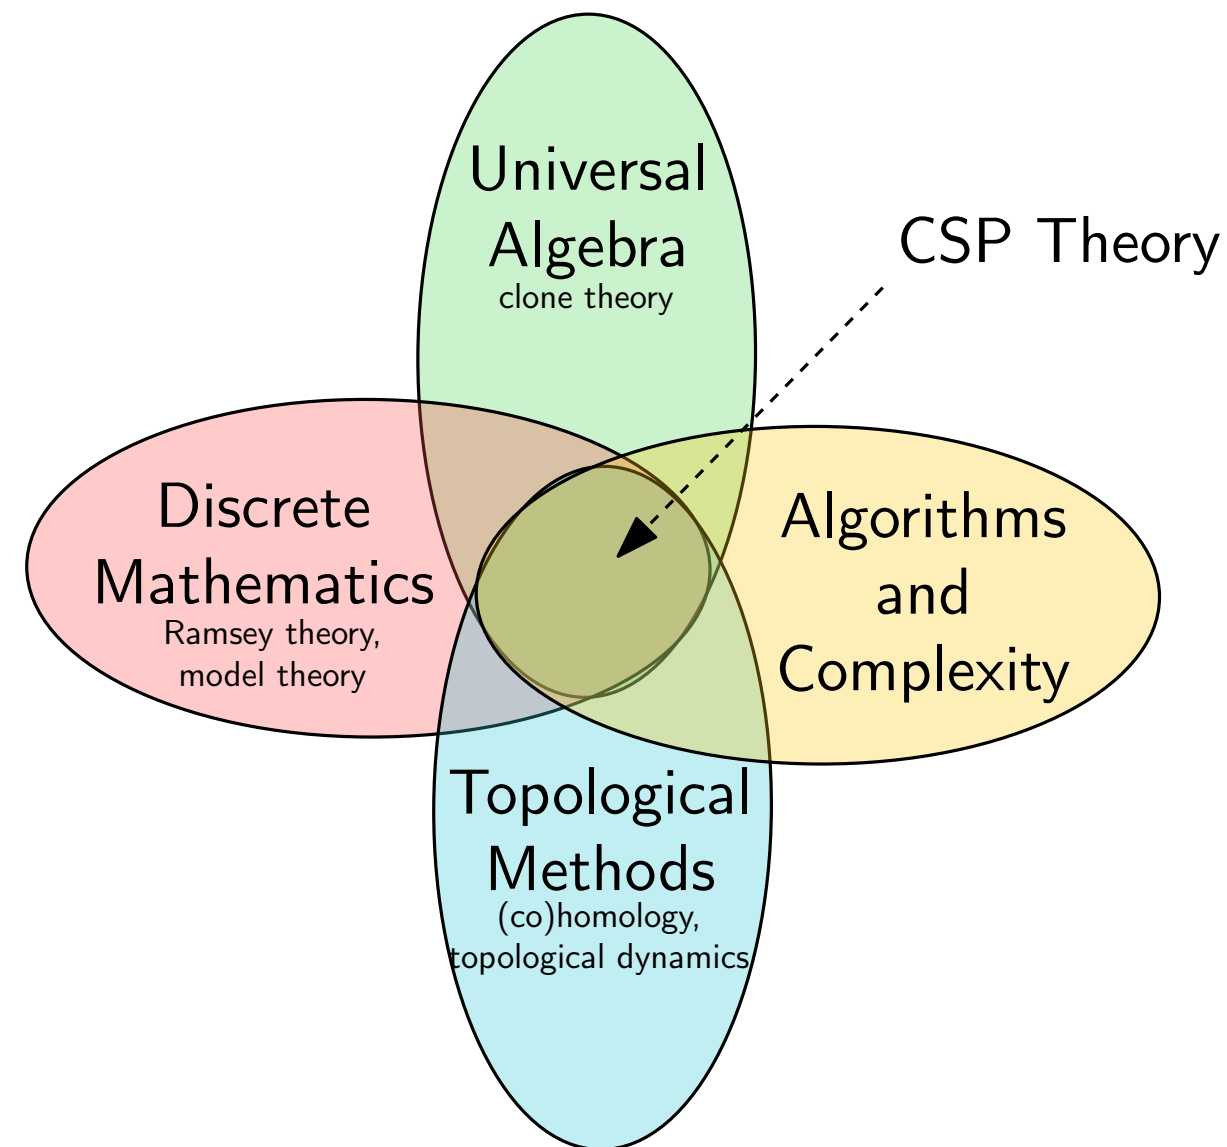 Universal
Algebra
clone theory
CSP Theory
Discrete
Mathematics
Ramsey theory,
model theory
Algorithms
and
Complexity
Topological
Methods
(co)homology,
topological dynamics